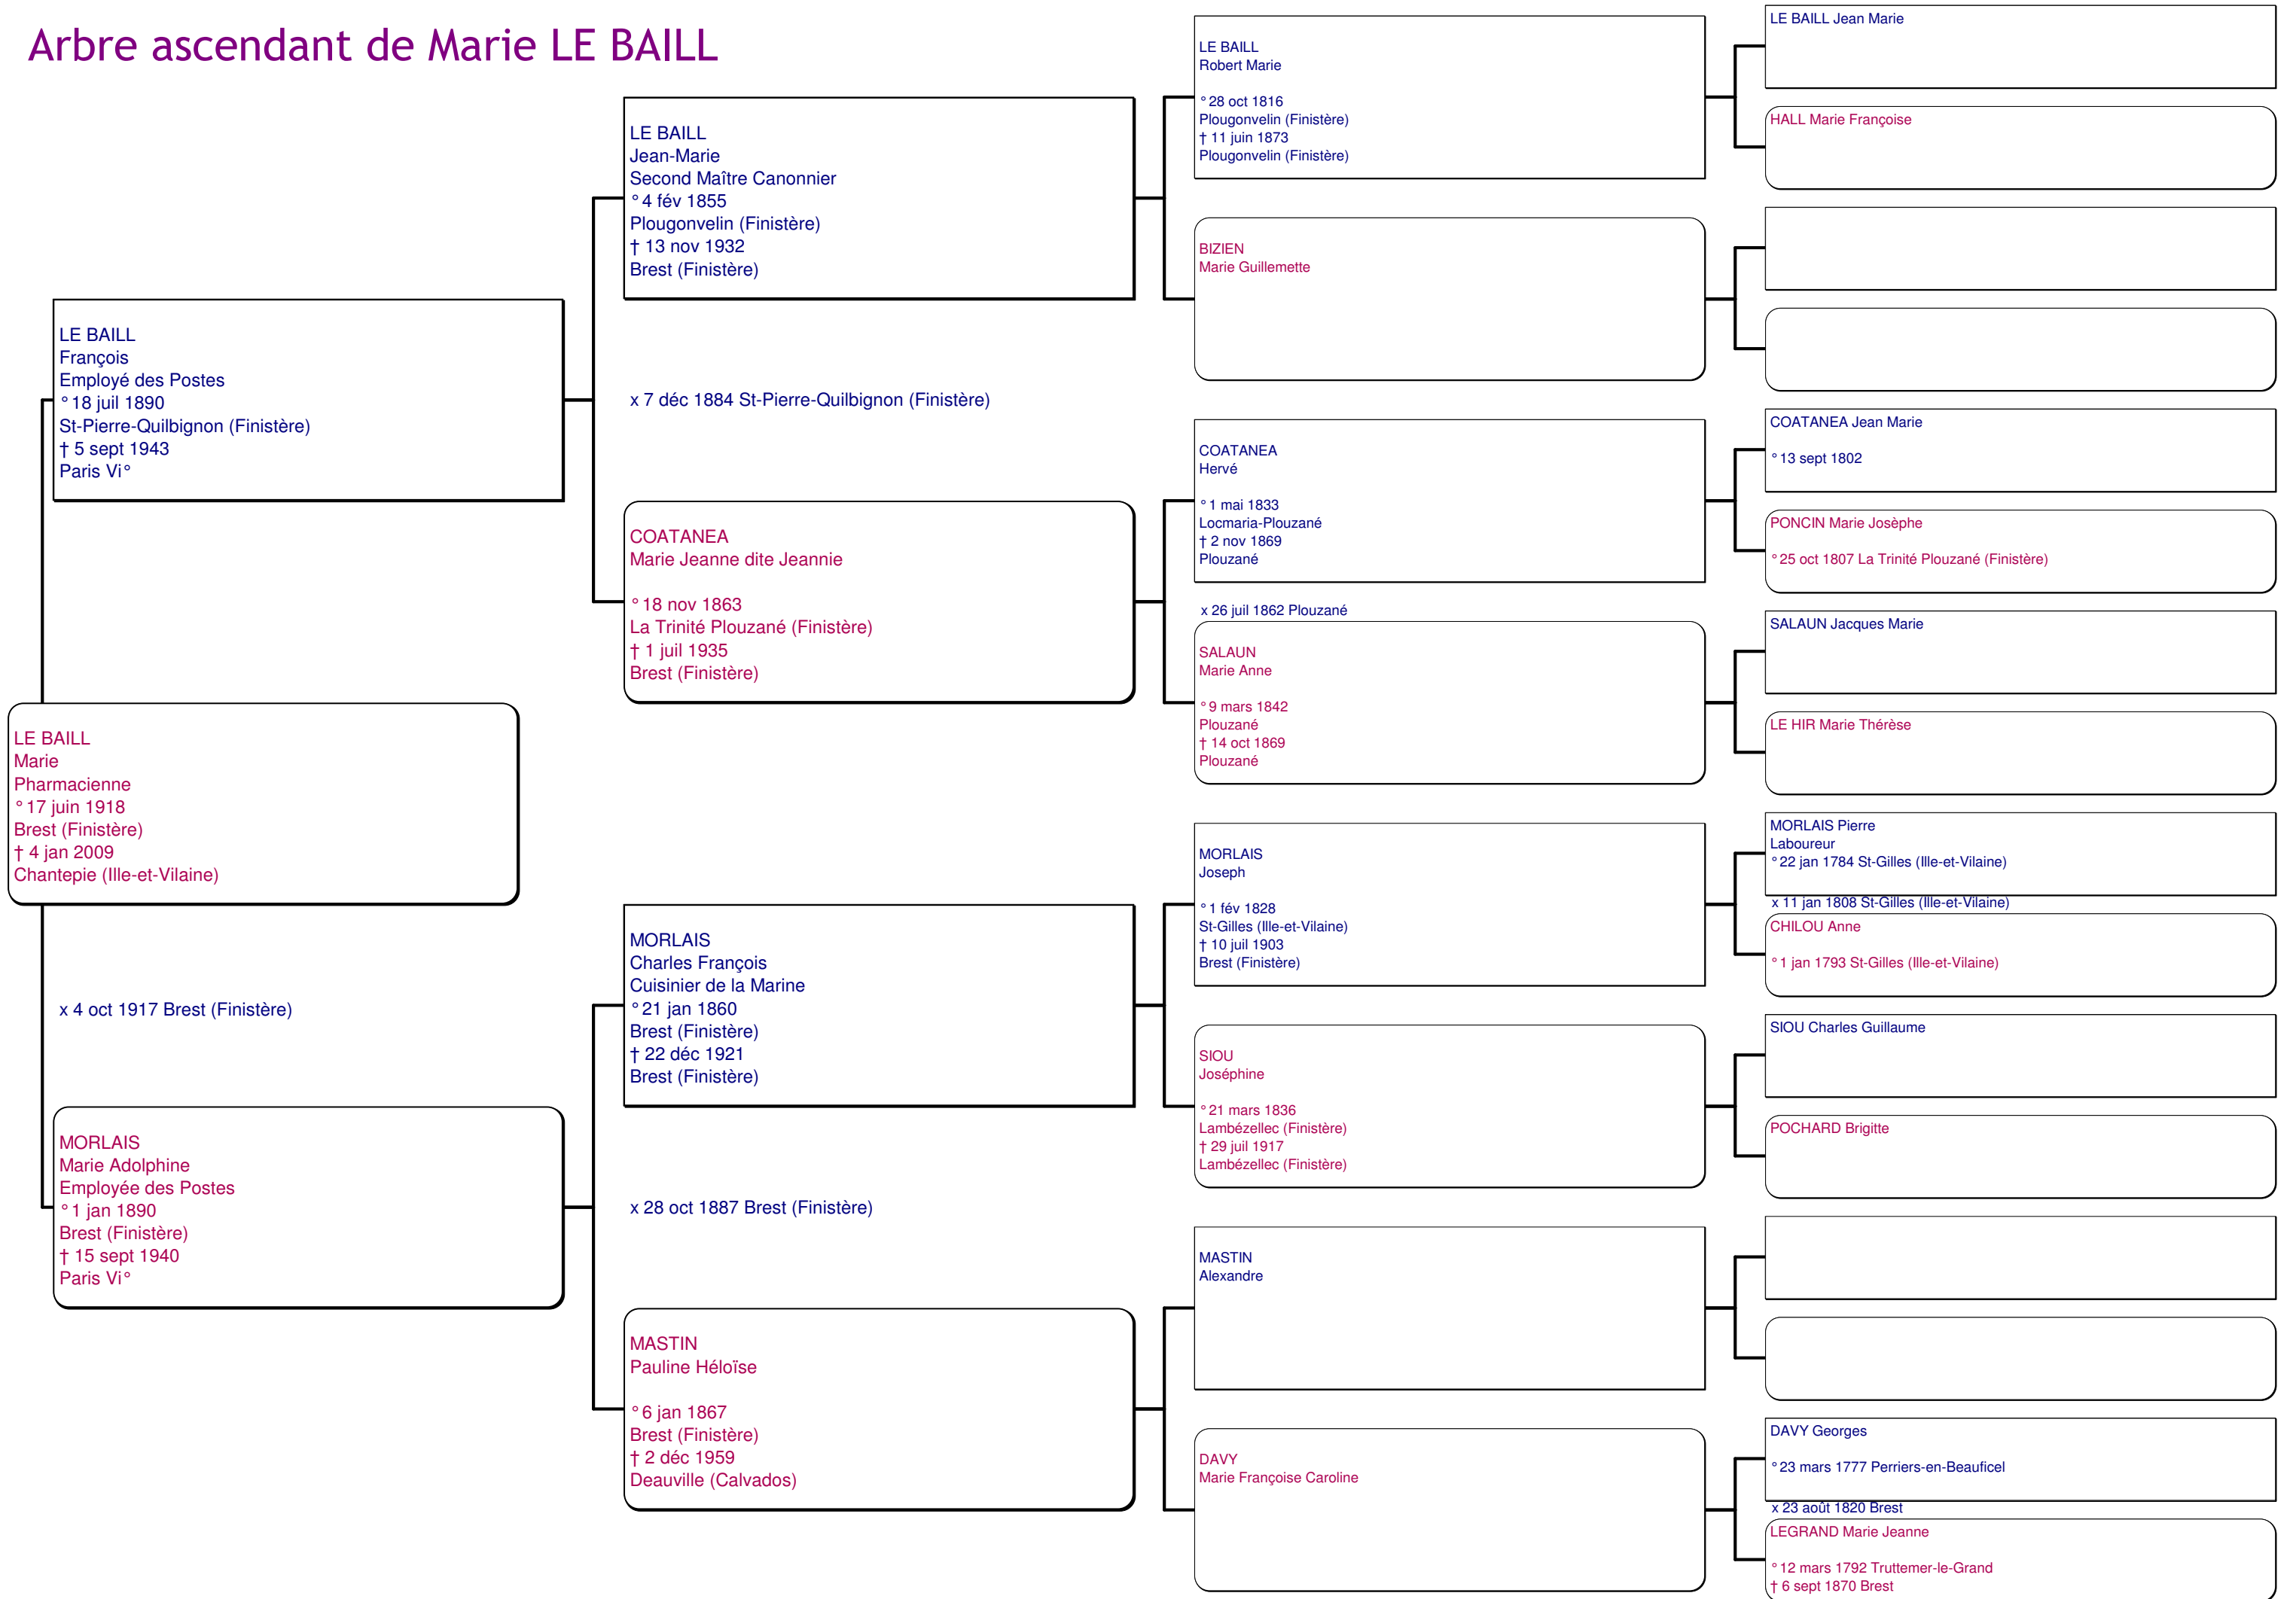 Arbre ascendant de Marie LE BAILL
LE BAILL
Marie
Pharmacienne
° 17 juin 1918
Brest (Finistère)
† 4 jan 2009
Chantepie (Ille-et-Vilaine)
LE BAILL
François
Employé des Postes
° 18 juil 1890
St-Pierre-Quilbignon (Finistère)
† 5 sept 1943
Paris Vi°
x 4 oct 1917 Brest (Finistère)
MORLAIS
Marie Adolphine
Employée des Postes
° 1 jan 1890
Brest (Finistère)
† 15 sept 1940
Paris Vi°
LE BAILL
Jean-Marie
Second Maître Canonnier
° 4 fév 1855
Plougonvelin (Finistère)
† 13 nov 1932
Brest (Finistère)
x 7 déc 1884 St-Pierre-Quilbignon (Finistère)
COATANEA
Marie Jeanne dite Jeannie
° 18 nov 1863
La Trinité Plouzané (Finistère)
† 1 juil 1935
Brest (Finistère)
MORLAIS
Charles François
Cuisinier de la Marine
° 21 jan 1860
Brest (Finistère)
† 22 déc 1921
Brest (Finistère)
x 28 oct 1887 Brest (Finistère)
MASTIN
Pauline Héloïse
° 6 jan 1867
Brest (Finistère)
† 2 déc 1959
Deauville (Calvados)
LE BAILL
Robert Marie
° 28 oct 1816
Plougonvelin (Finistère)
† 11 juin 1873
Plougonvelin (Finistère)
BIZIEN
Marie Guillemette
COATANEA
Hervé
° 1 mai 1833
Locmaria-Plouzané
† 2 nov 1869
Plouzané
x 26 juil 1862 Plouzané
SALAUN
Marie Anne
° 9 mars 1842
Plouzané
† 14 oct 1869
Plouzané
MORLAIS
Joseph
° 1 fév 1828
St-Gilles (Ille-et-Vilaine)
† 10 juil 1903
Brest (Finistère)
SIOU
Joséphine
° 21 mars 1836
Lambézellec (Finistère)
† 29 juil 1917
Lambézellec (Finistère)
MASTIN
Alexandre
DAVY
Marie Françoise Caroline
LE BAILL Jean Marie
HALL Marie Françoise
COATANEA Jean Marie
° 13 sept 1802
PONCIN Marie Josèphe
° 25 oct 1807 La Trinité Plouzané (Finistère)
SALAUN Jacques Marie
LE HIR Marie Thérèse
MORLAIS Pierre
Laboureur
° 22 jan 1784 St-Gilles (Ille-et-Vilaine)
x 11 jan 1808 St-Gilles (Ille-et-Vilaine)
CHILOU Anne
° 1 jan 1793 St-Gilles (Ille-et-Vilaine)
SIOU Charles Guillaume
POCHARD Brigitte
DAVY Georges
° 23 mars 1777 Perriers-en-Beauficel
x 23 août 1820 Brest
LEGRAND Marie Jeanne
° 12 mars 1792 Truttemer-le-Grand
† 6 sept 1870 Brest